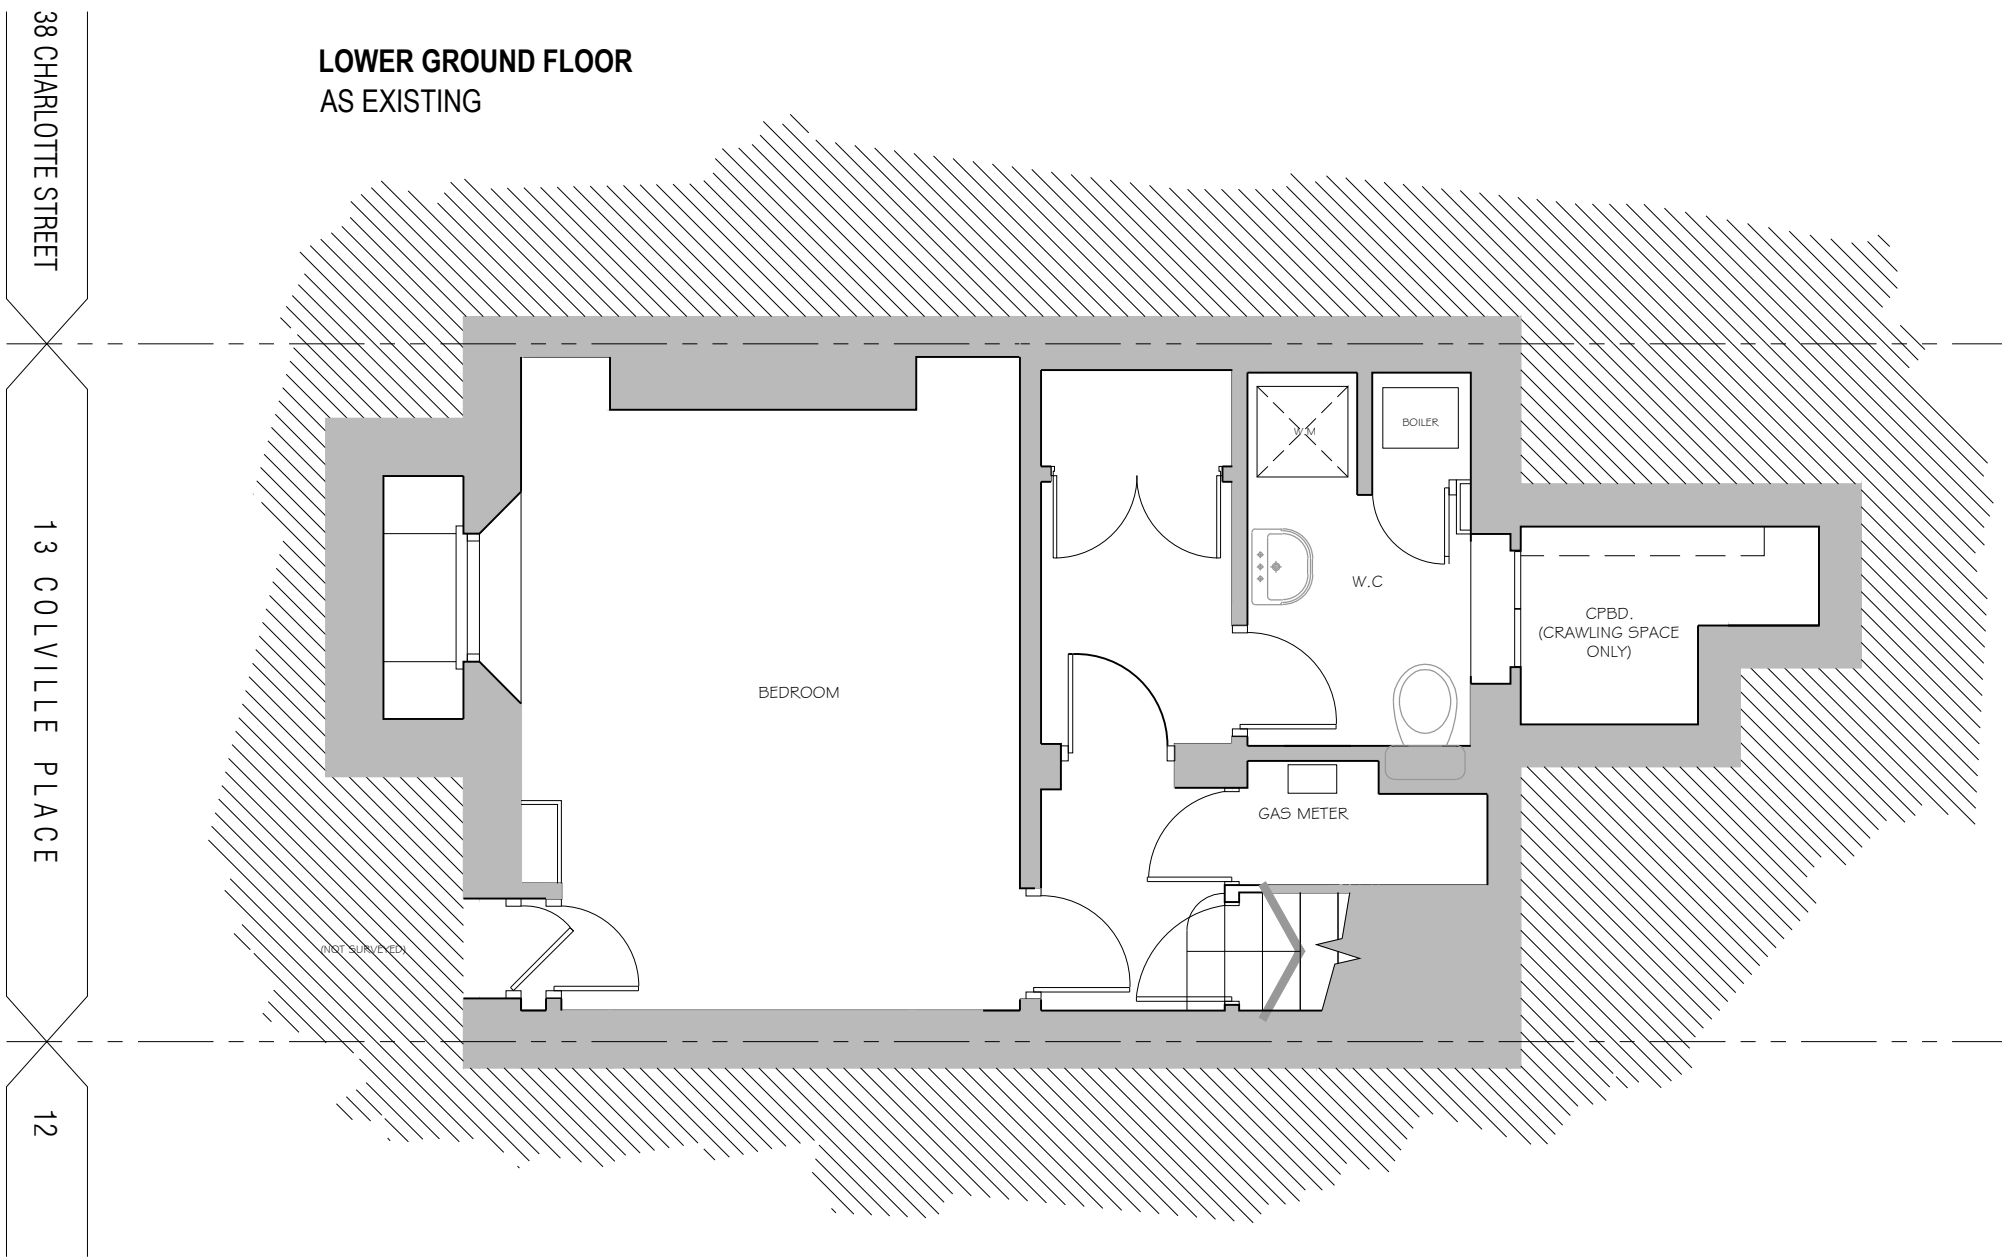 LOWER GROUND FLOOR
AS EXISTING
38 CHARLOTTE STREET
13 COLVILLE PLACE
12
W.M
BOILER
W.C
CPBD.
(CRAWLING SPACE
ONLY)
BEDROOM
GAS METER
(NOT SURVEYED)